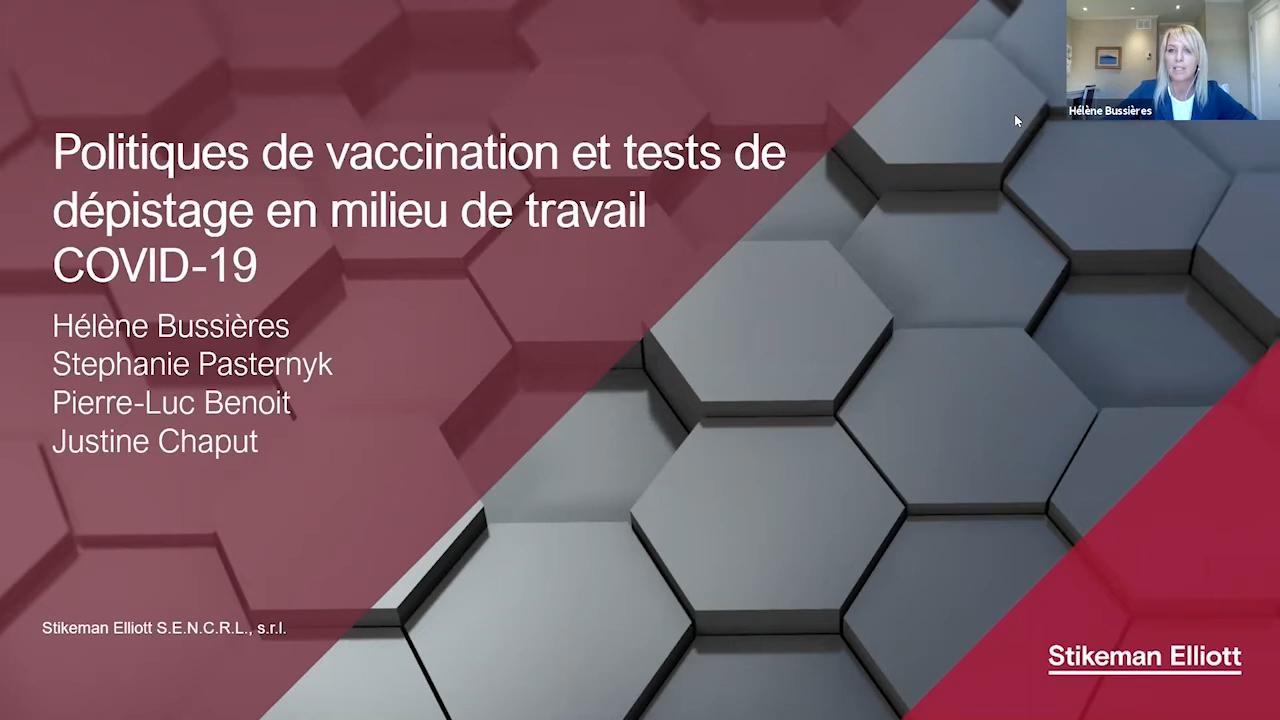 Politiques de vaccination et tests de
dépistage en milieu de travail
COVID-19
Hélène Bussières
Stephanie Pasternyk
Pierre-Luc Benoit
Justine Chaput
Stikeman Elliott S.E.N.C.R.L., s.r.l.
Stikeman Elliott
Hélène Bussières